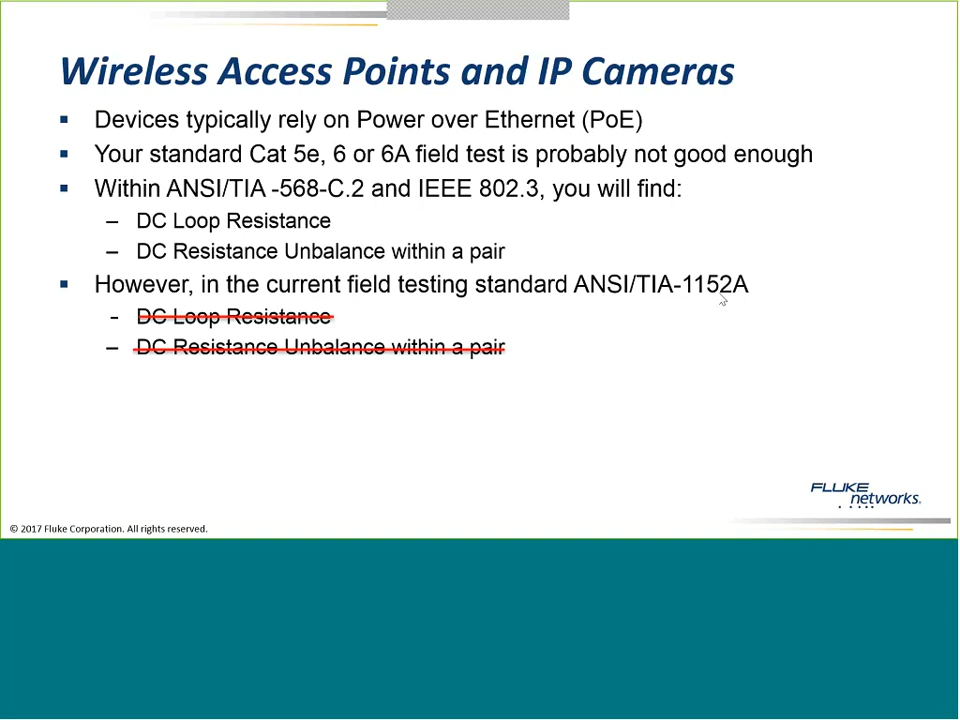 Wireless Access Points and IP Cameras
▪ Devices typically rely on Power over Ethernet (PoE)
▪ Your standard Cat 5e, 6 or 6A field test is probably not good enough
▪ Within ANSI/TIA -568-C.2 and IEEE 802.3, you will find:
– DC Loop Resistance
– DC Resistance Unbalance within a pair
▪ However, in the current field testing standard ANSI/TIA-1152A
- DC Loop Resistance
– DC Resistance Unbalance within a pair
FLUKE
networks.
© 2017 Fluke Corporation. All rights reserved.